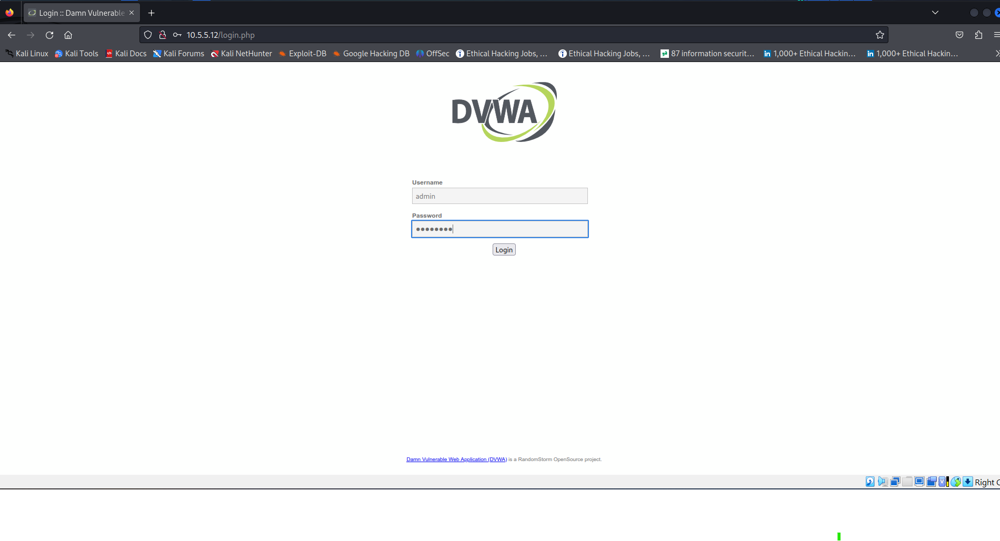 Login :: Damn Vulnerable
10.5.5.12/login.php
Kali Linux Kali Tools Kali Docs Kali Forums Kali NetHunter Exploit-DB Google Hacking DB OffSec Ethical Hacking Jobs, ... Ethical Hacking Jobs, ... 87 information securit... 1,000+ Ethical Hackin... 1,000+ Ethical Hackin...
DVWA
Username
admin
Password
Login
Damn Vulnerable Web Application (DVWA) is a RandomStorm OpenSource project.
Right